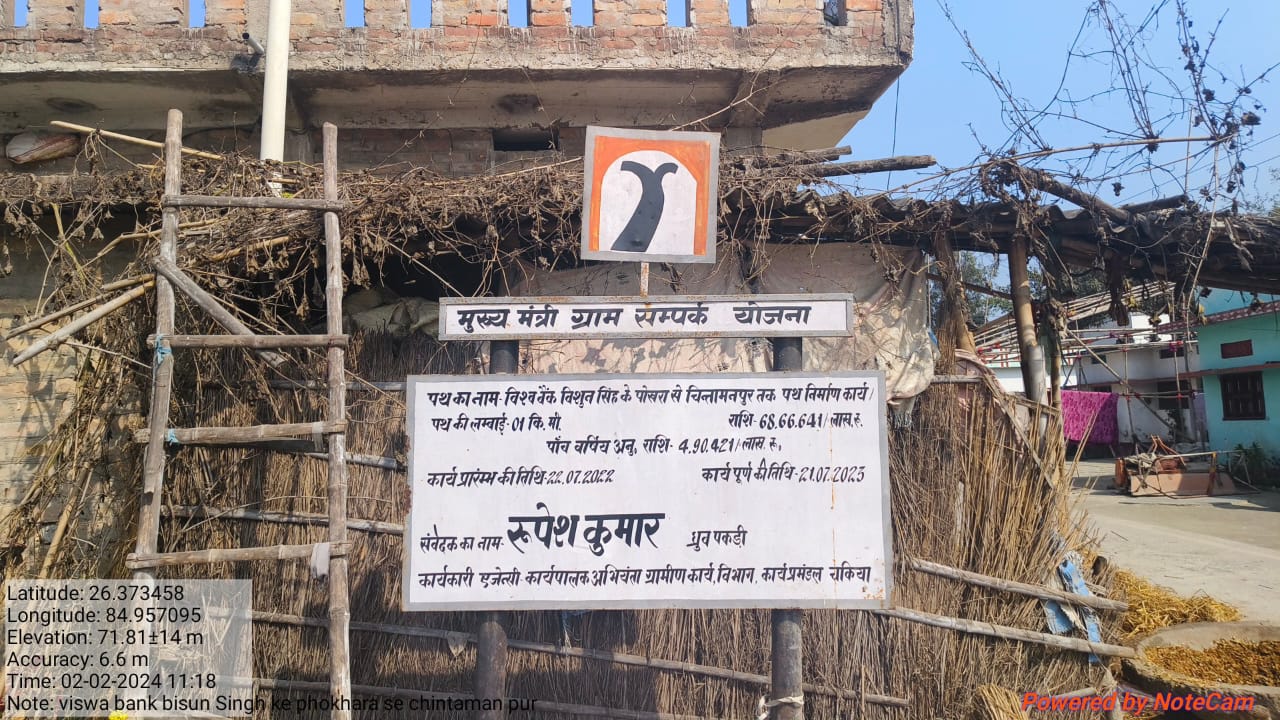 मुख्य मंत्री ग्राम सम्पर्क योजना
पथ का नाम- विश्व बैंक विशुन सिंह के पोखरा से चिन्तामनपुर तक पथ निर्माण कार्य/
पथ की लम्बाई- 01 कि.मी. राशि- 68.66.641/ लाख.रु.
पाँच वर्षिय अनु. राशि- 4.90.421/ लाख. रु.
कार्य प्रारंम्भ की तिथि- 22.07.2022 कार्य पूर्ण की तिथि- 21.07.2023
संवेदक का नाम- रूपेश कुमार ध्रुव पकडी
कार्यकारी एजेन्सी- कार्यपालक अभियंता ग्रामीण कार्य, विभान, कार्य प्रमंडल चकिया
Latitude: 26.373458
Longitude: 84.957095
Elevation: 71.81±14 m
Accuracy: 6.6 m
Time: 02-02-2024 11:18
Note: viswa bank bisun Singh ke phokhara se chintaman pur
Powered by NoteCam